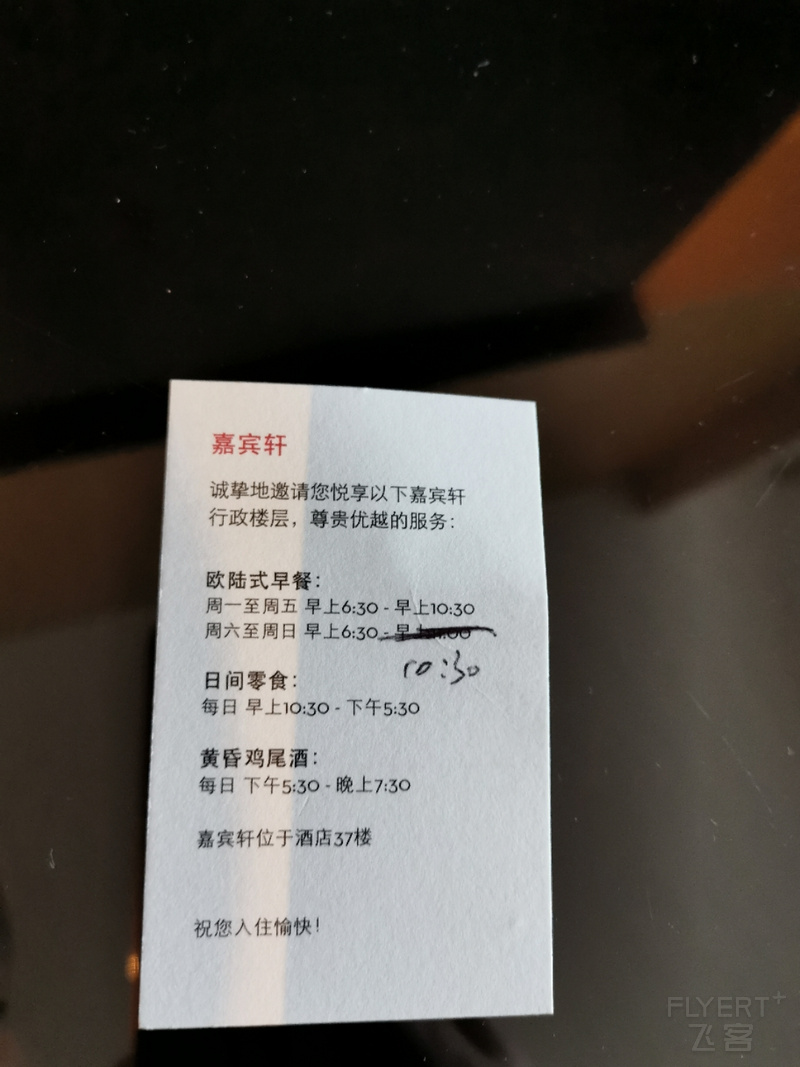 嘉宾轩
诚挚地邀请您悦享以下嘉宾轩
行政楼层，尊贵优越的服务：
欧陆式早餐：
周一至周五 早上6:30 - 早上10:30
周六至周日 早上6:30 - 早上11:00
10:30
日间零食：
每日 早上10:30 - 下午5:30
黄昏鸡尾酒：
每日 下午5:30 - 晚上7:30
嘉宾轩位于酒店37楼
祝您入住愉快！
FLYERT+
飞客